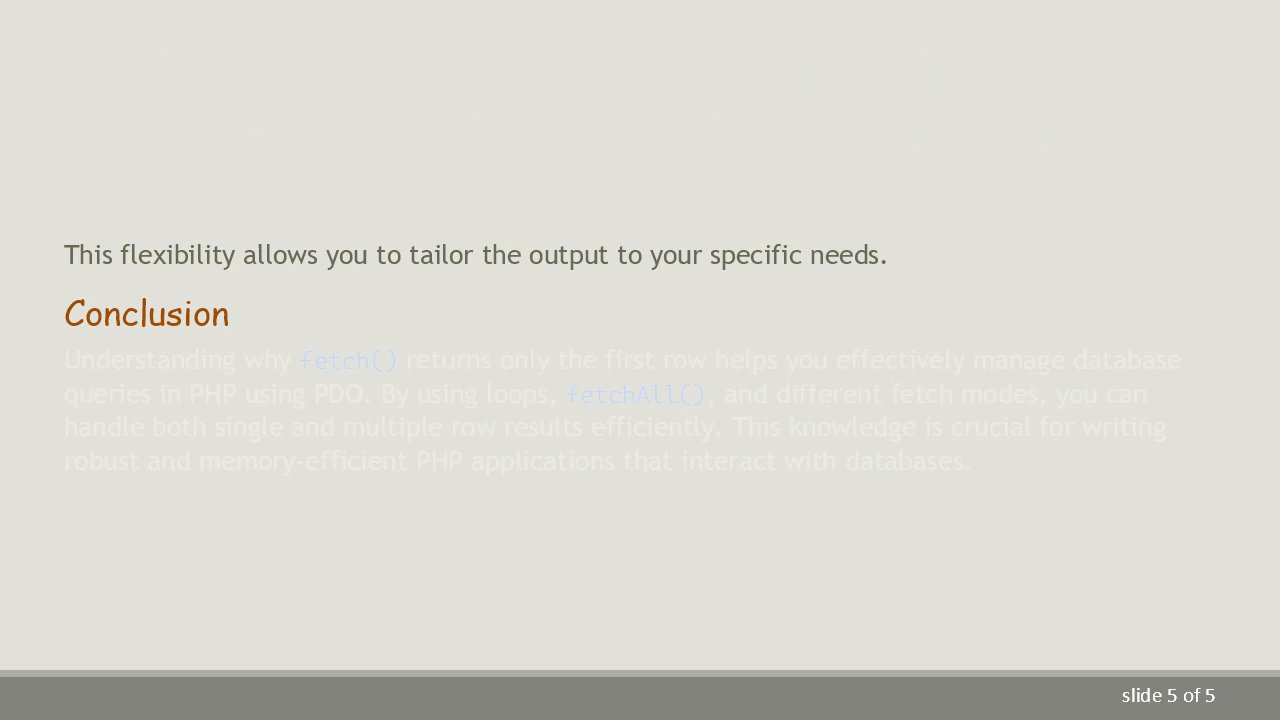 This flexibility allows you to tailor the output to your specific needs.
Conclusion
Understanding why fetch() returns only the first row helps you effectively manage database
queries in PHP using PDO. By using loops, fetchAll(), and different fetch modes, you can
handle both single and multiple row results efficiently. This knowledge is crucial for writing
robust and memory-efficient PHP applications that interact with databases.
slide 5 of 5